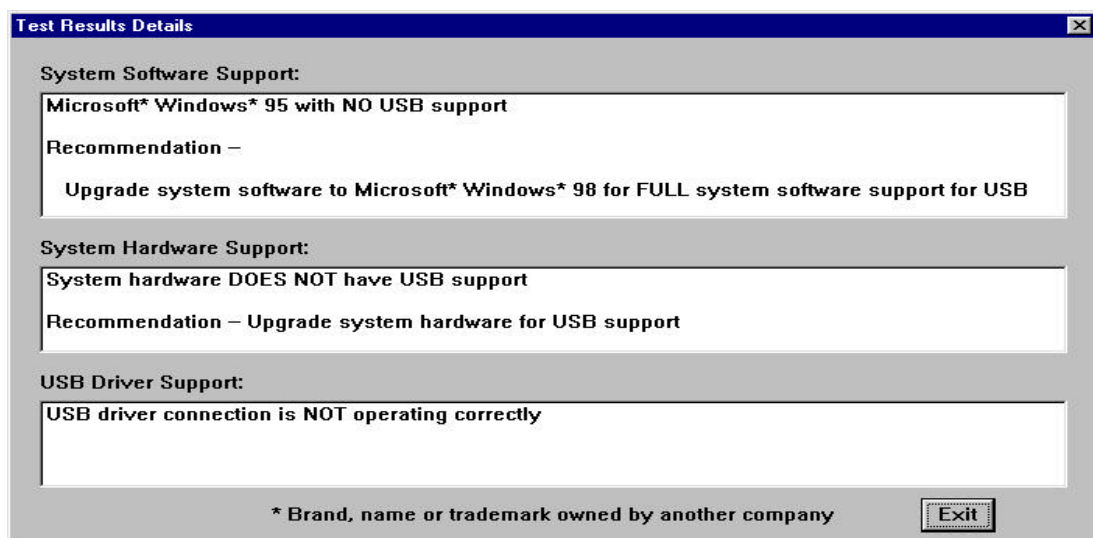 Test Results Details
System Software Support:
Microsoft* Windows* 95 with NO USB support
Recommendation –
Upgrade system software to Microsoft* Windows* 98 for FULL system software support for USB
System Hardware Support:
System hardware DOES NOT have USB support
Recommendation – Upgrade system hardware for USB support
USB Driver Support:
USB driver connection is NOT operating correctly
* Brand, name or trademark owned by another company
Exit